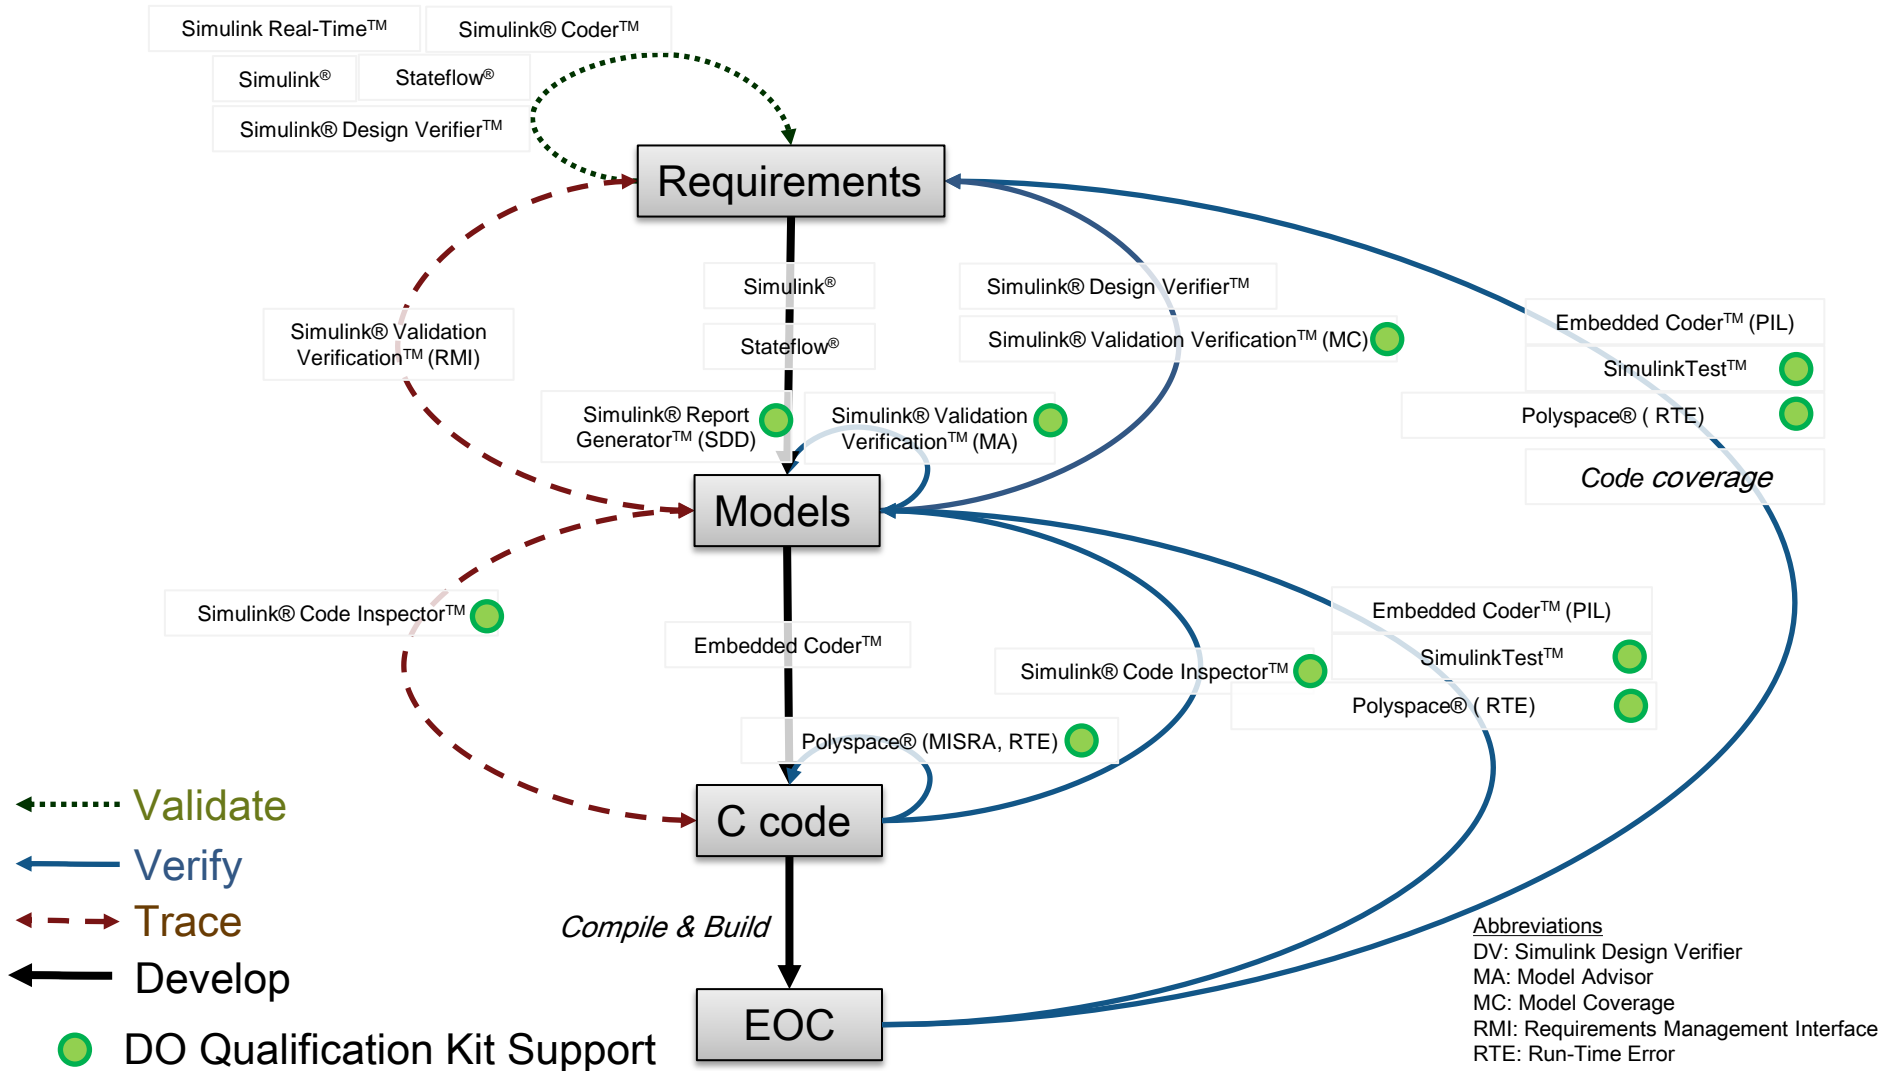 Simulink Real-Time™
Simulink® Coder™
Simulink®
Stateflow®
Simulink® Design Verifier™
Requirements
Simulink®
Simulink® Design Verifier™
Simulink® Validation
Verification™ (RMI)
Stateflow®
Simulink® Validation Verification™ (MC)
Embedded Coder™ (PIL)
SimulinkTest™
Polyspace® ( RTE)
Code coverage
Simulink® Report
Generator™ (SDD)
Simulink® Validation
Verification™ (MA)
Models
Simulink® Code Inspector™
Embedded Coder™
Simulink® Code Inspector™
Embedded Coder™ (PIL)
SimulinkTest™
Polyspace® ( RTE)
Polyspace® (MISRA, RTE)
C code
Validate
Verify
Trace
Develop
DO Qualification Kit Support
Compile & Build
EOC
Abbreviations
DV: Simulink Design Verifier
MA: Model Advisor
MC: Model Coverage
RMI: Requirements Management Interface
RTE: Run-Time Error